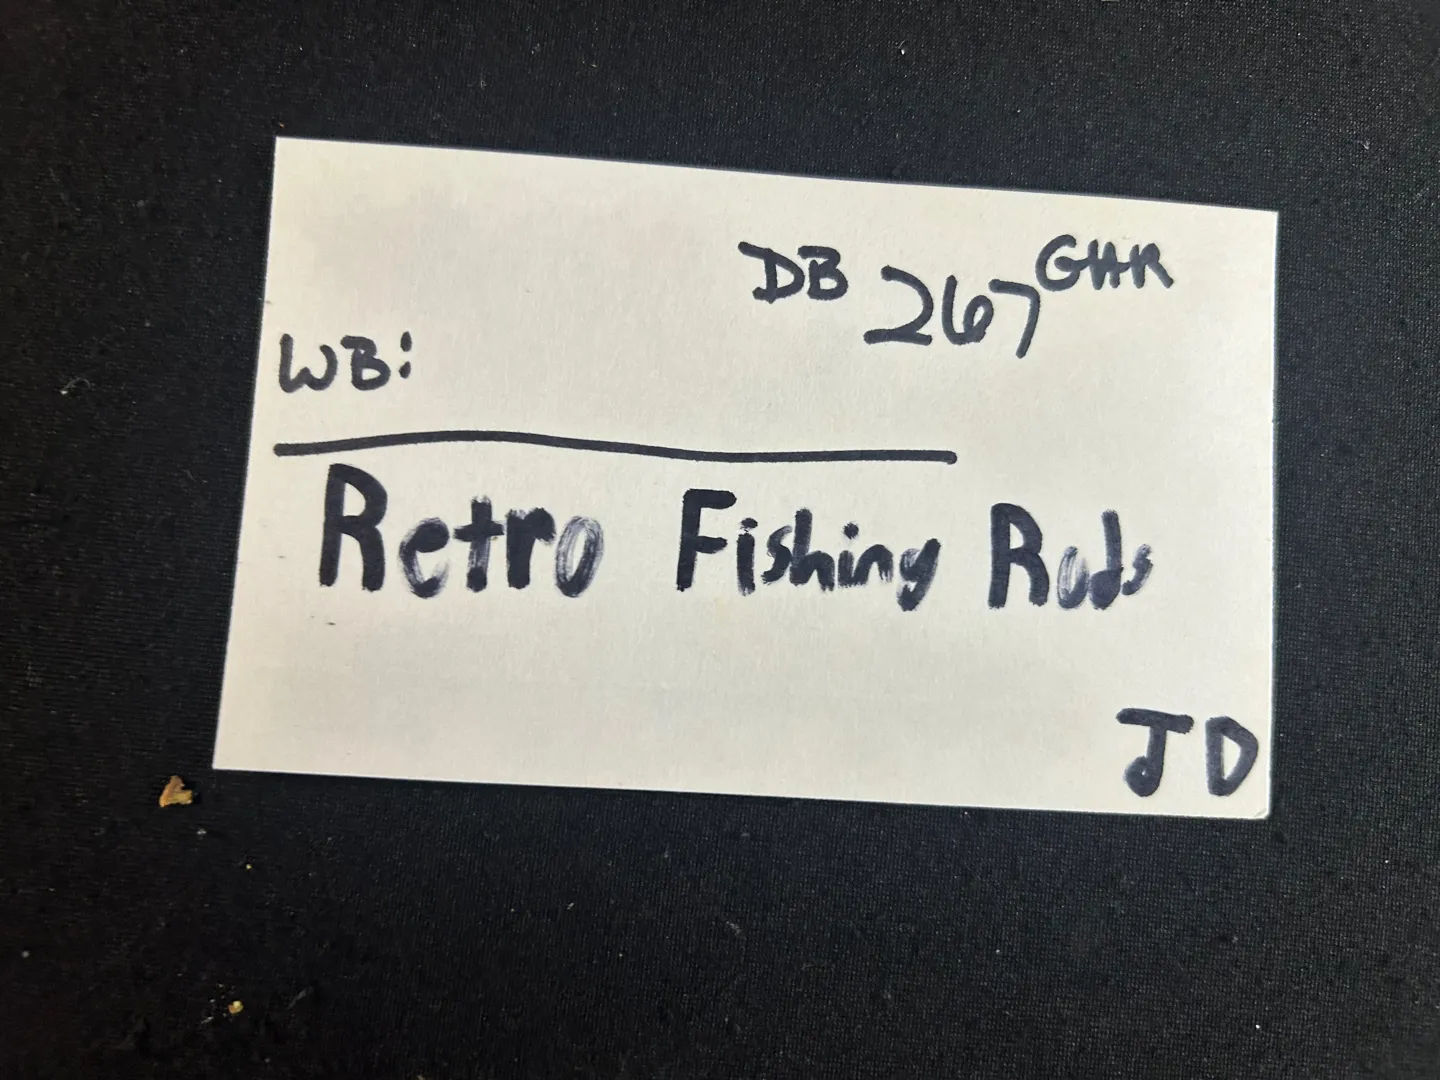 DB 267 GHR
WB:
Retro Fishing Rods
JD